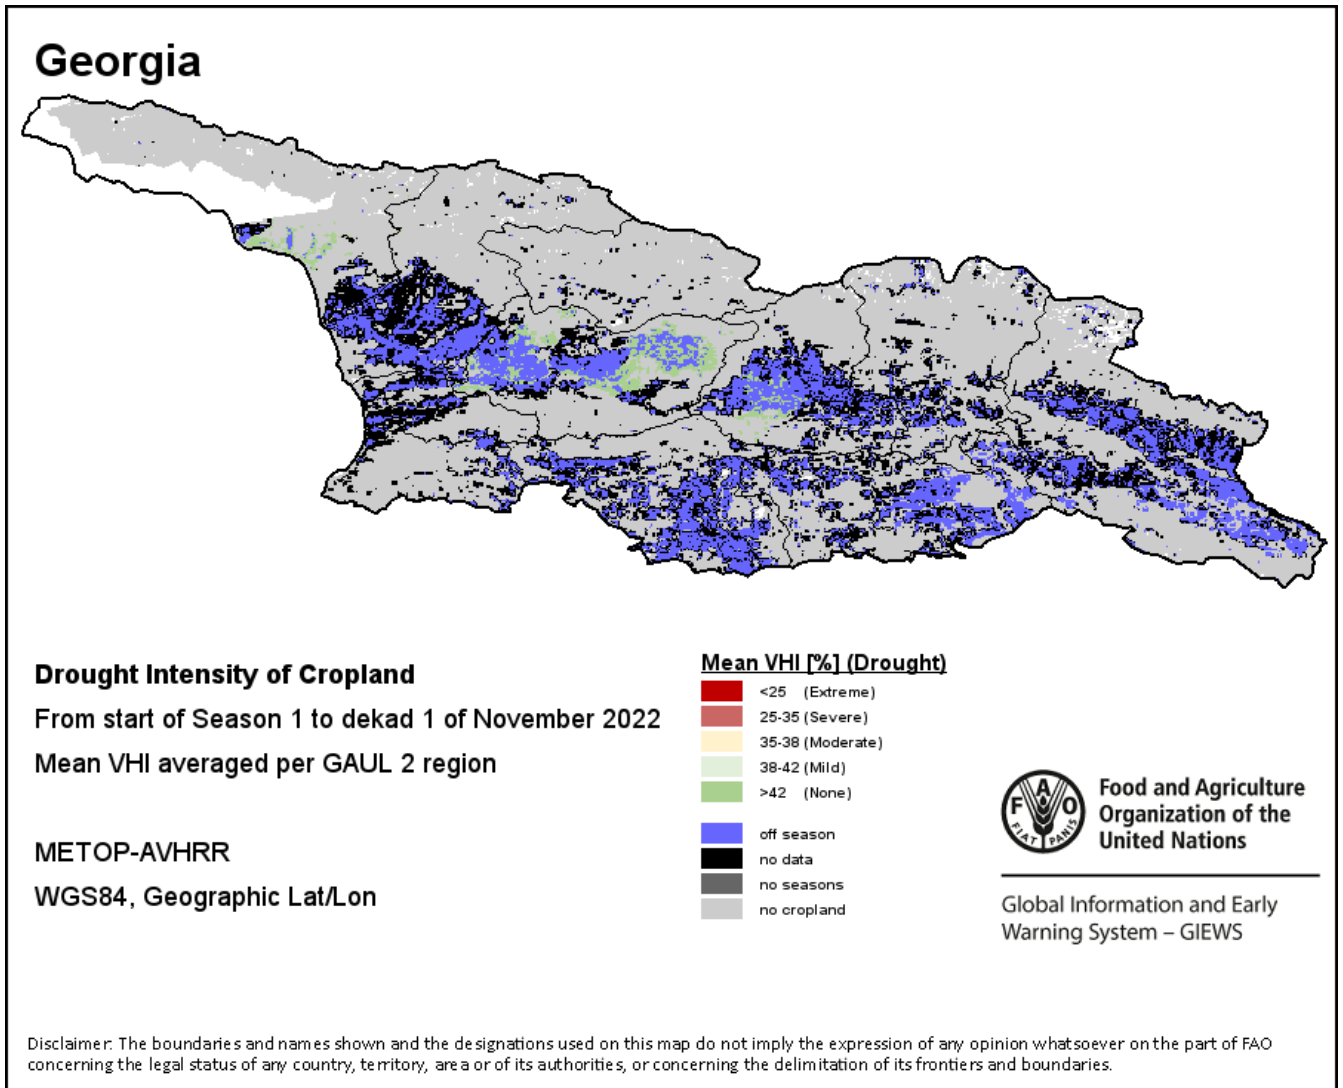 Georgia
Drought Intensity of Cropland
From start of Season 1 to dekad 1 of November 2022
Mean VHI averaged per GAUL 2 region
METOP-AVHRR
WGS84, Geographic Lat/Lon
Mean VHI [%] (Drought)
<25 (Extreme)
25-35 (Severe)
35-38 (Moderate)
38-42 (Mild)
>42 (None)
off season
no data
no seasons
no cropland
F A O
FIAT PANIS
Food and Agriculture
Organization of the
United Nations
Global Information and Early
Warning System – GIEWS
Disclaimer: The boundaries and names shown and the designations used on this map do not imply the expression of any opinion whatsoever on the part of FAO
concerning the legal status of any country, territory, area or of its authorities, or concerning the delimitation of its frontiers and boundaries.